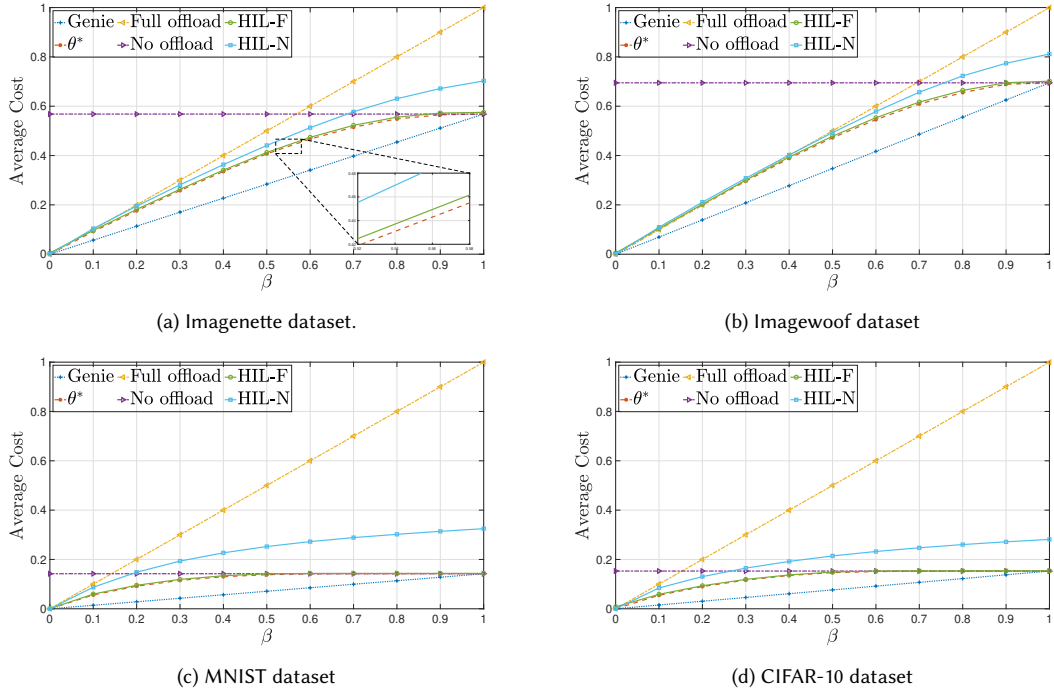 Genie Full offload HIL-F
θ* No offload HIL-N
1
0.8
0.6
0.4
0.2
0
Average Cost
0 0.1 0.2 0.3 0.4 0.5 0.6 0.7 0.8 0.9 1
β
(a) Imagenette dataset.
Genie Full offload HIL-F
θ* No offload HIL-N
1
0.8
0.6
0.4
0.2
0
Average Cost
0 0.1 0.2 0.3 0.4 0.5 0.6 0.7 0.8 0.9 1
β
(b) Imagewoof dataset
Genie Full offload HIL-F
θ* No offload HIL-N
1
0.8
0.6
0.4
0.2
0
Average Cost
0 0.1 0.2 0.3 0.4 0.5 0.6 0.7 0.8 0.9 1
β
(c) MNIST dataset
Genie Full offload HIL-F
θ* No offload HIL-N
1
0.8
0.6
0.4
0.2
0
Average Cost
0 0.1 0.2 0.3 0.4 0.5 0.6 0.7 0.8 0.9 1
β
(d) CIFAR-10 dataset